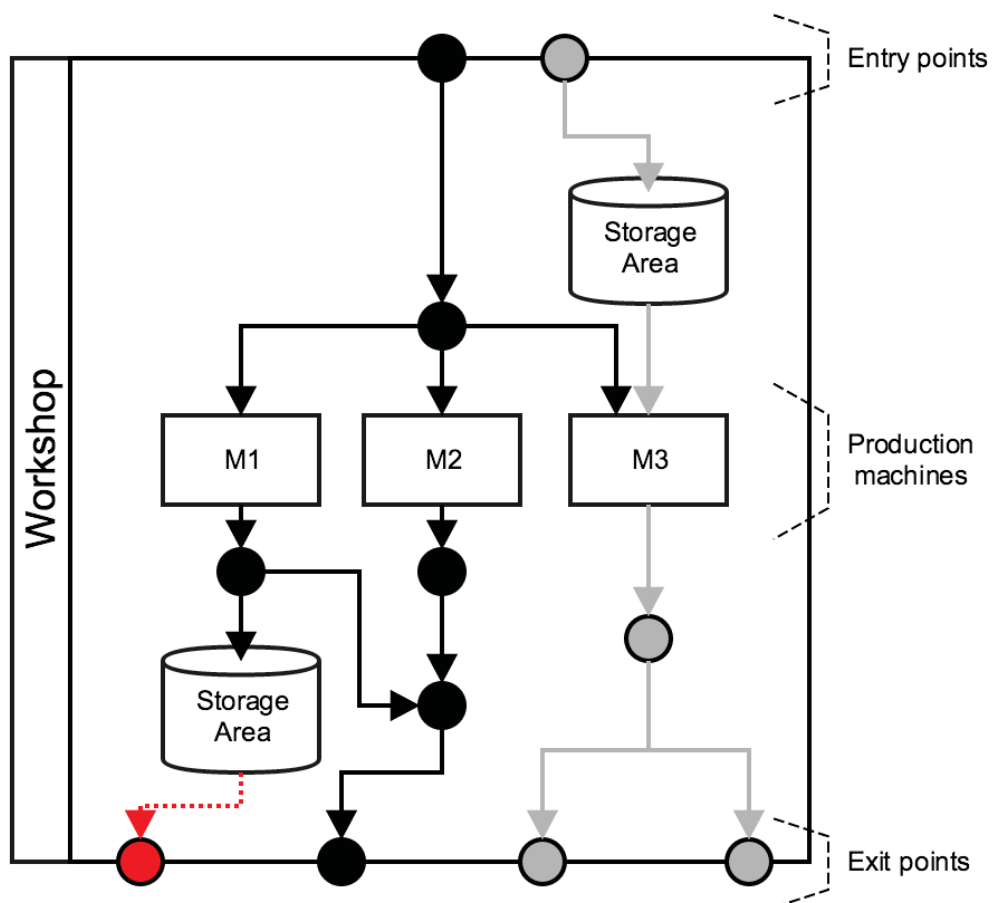 Entry points
Storage
Area
Workshop
M1
M2
M3
Production
machines
Storage
Area
Exit points